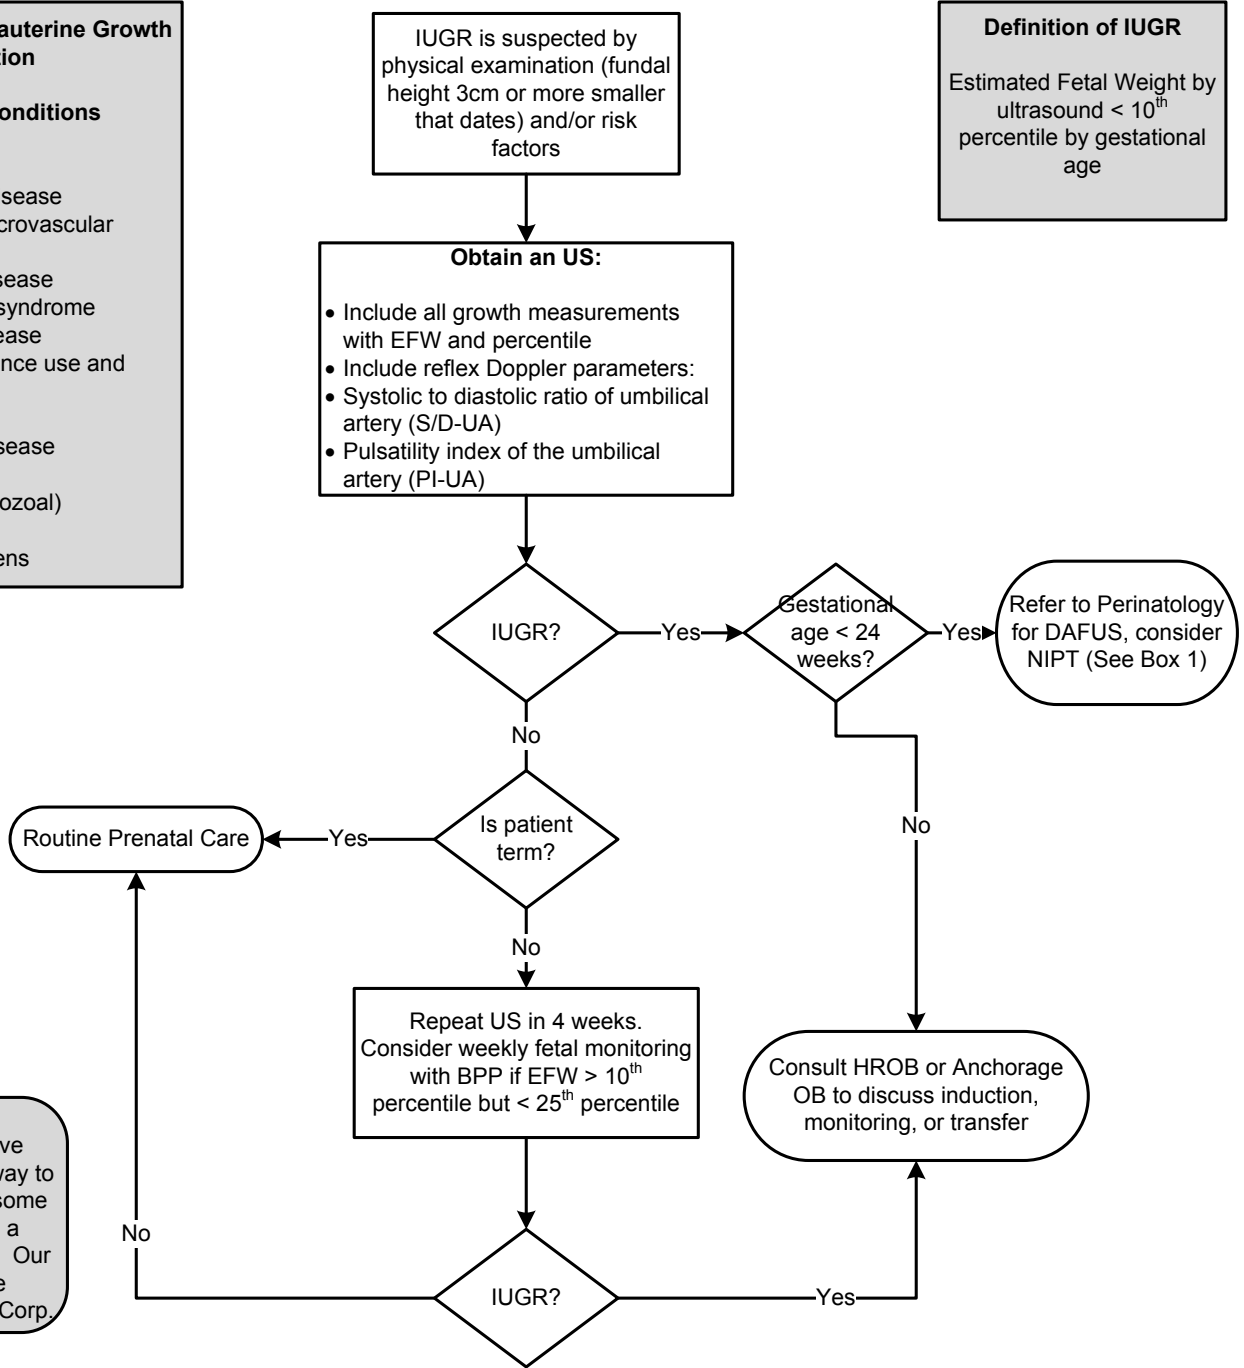 auterine Growth
tion
onditions
sease
crovascular
sease
syndrome
ease
nce use and
sease
ozoal)
ens
IUGR is suspected by
physical examination (fundal
height 3cm or more smaller
that dates) and/or risk
factors
Definition of IUGR
Estimated Fetal Weight by
ultrasound < 10th
percentile by gestational
age
Obtain an US:
• Include all growth measurements
with EFW and percentile
• Include reflex Doppler parameters:
• Systolic to diastolic ratio of umbilical
artery (S/D-UA)
• Pulsatility index of the umbilical
artery (PI-UA)
IUGR?
Yes
Gestational
age < 24
weeks?
Yes
Refer to Perinatology
for DAFUS, consider
NIPT (See Box 1)
No
No
Is patient
term?
Yes
Routine Prenatal Care
No
Repeat US in 4 weeks.
Consider weekly fetal monitoring
with BPP if EFW > 10th
percentile but < 25th percentile
Consult HROB or Anchorage
OB to discuss induction,
monitoring, or transfer
ve
way to
some
a
Our
e
Corp.
No
IUGR?
Yes